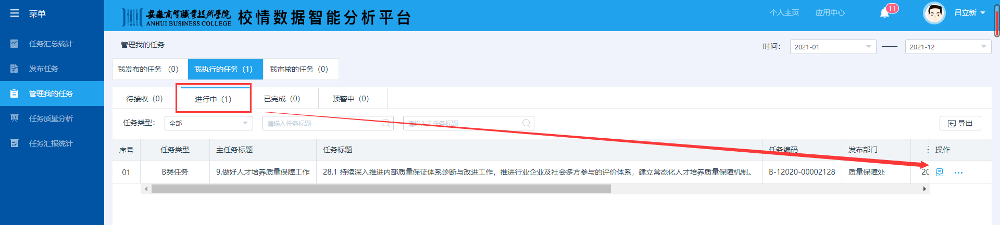 菜单
安徽商贸职业技术学院
ANHUI BUSINESS COLLEGE
校情数据智能分析平台
个人主页
应用中心
11
吕立新
任务汇总统计
发布任务
管理我的任务
任务质量分析
任务汇报统计
管理我的任务
时间：
2021-01
——
2021-12
我发布的任务 （0）
我执行的任务（1）
我审核的任务（0）
待接收（0）
进行中（1）
已完成（0）
预警中（0）
任务类型：
全部
请输入任务标题
请输入主任务标题
导出
序号 任务类型 主任务标题 任务标题 任务编码 发布部门 操作
01 B类任务 9.做好人才培养质量保障工作 28.1 持续深入推进内部质量保证体系诊断与改进工作，推进行业企业及社会多方参与的评价体系，建立常态化人才培养质量保障机制。 B-12020-00002128 质量保障处 20